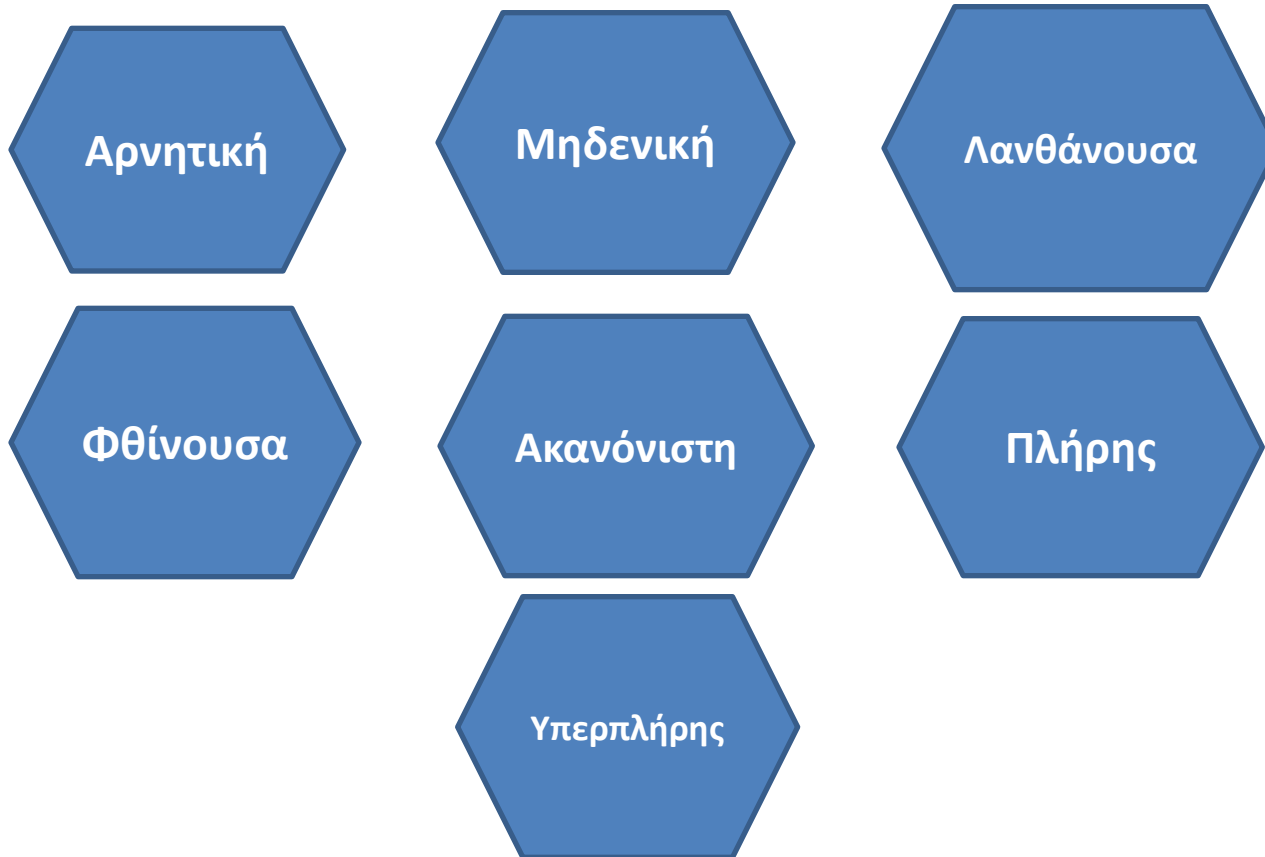 Αρνητική
Μηδενική
Λανθάνουσα
Φθίνουσα
Ακανόνιστη
Πλήρης
Υπερπλήρης